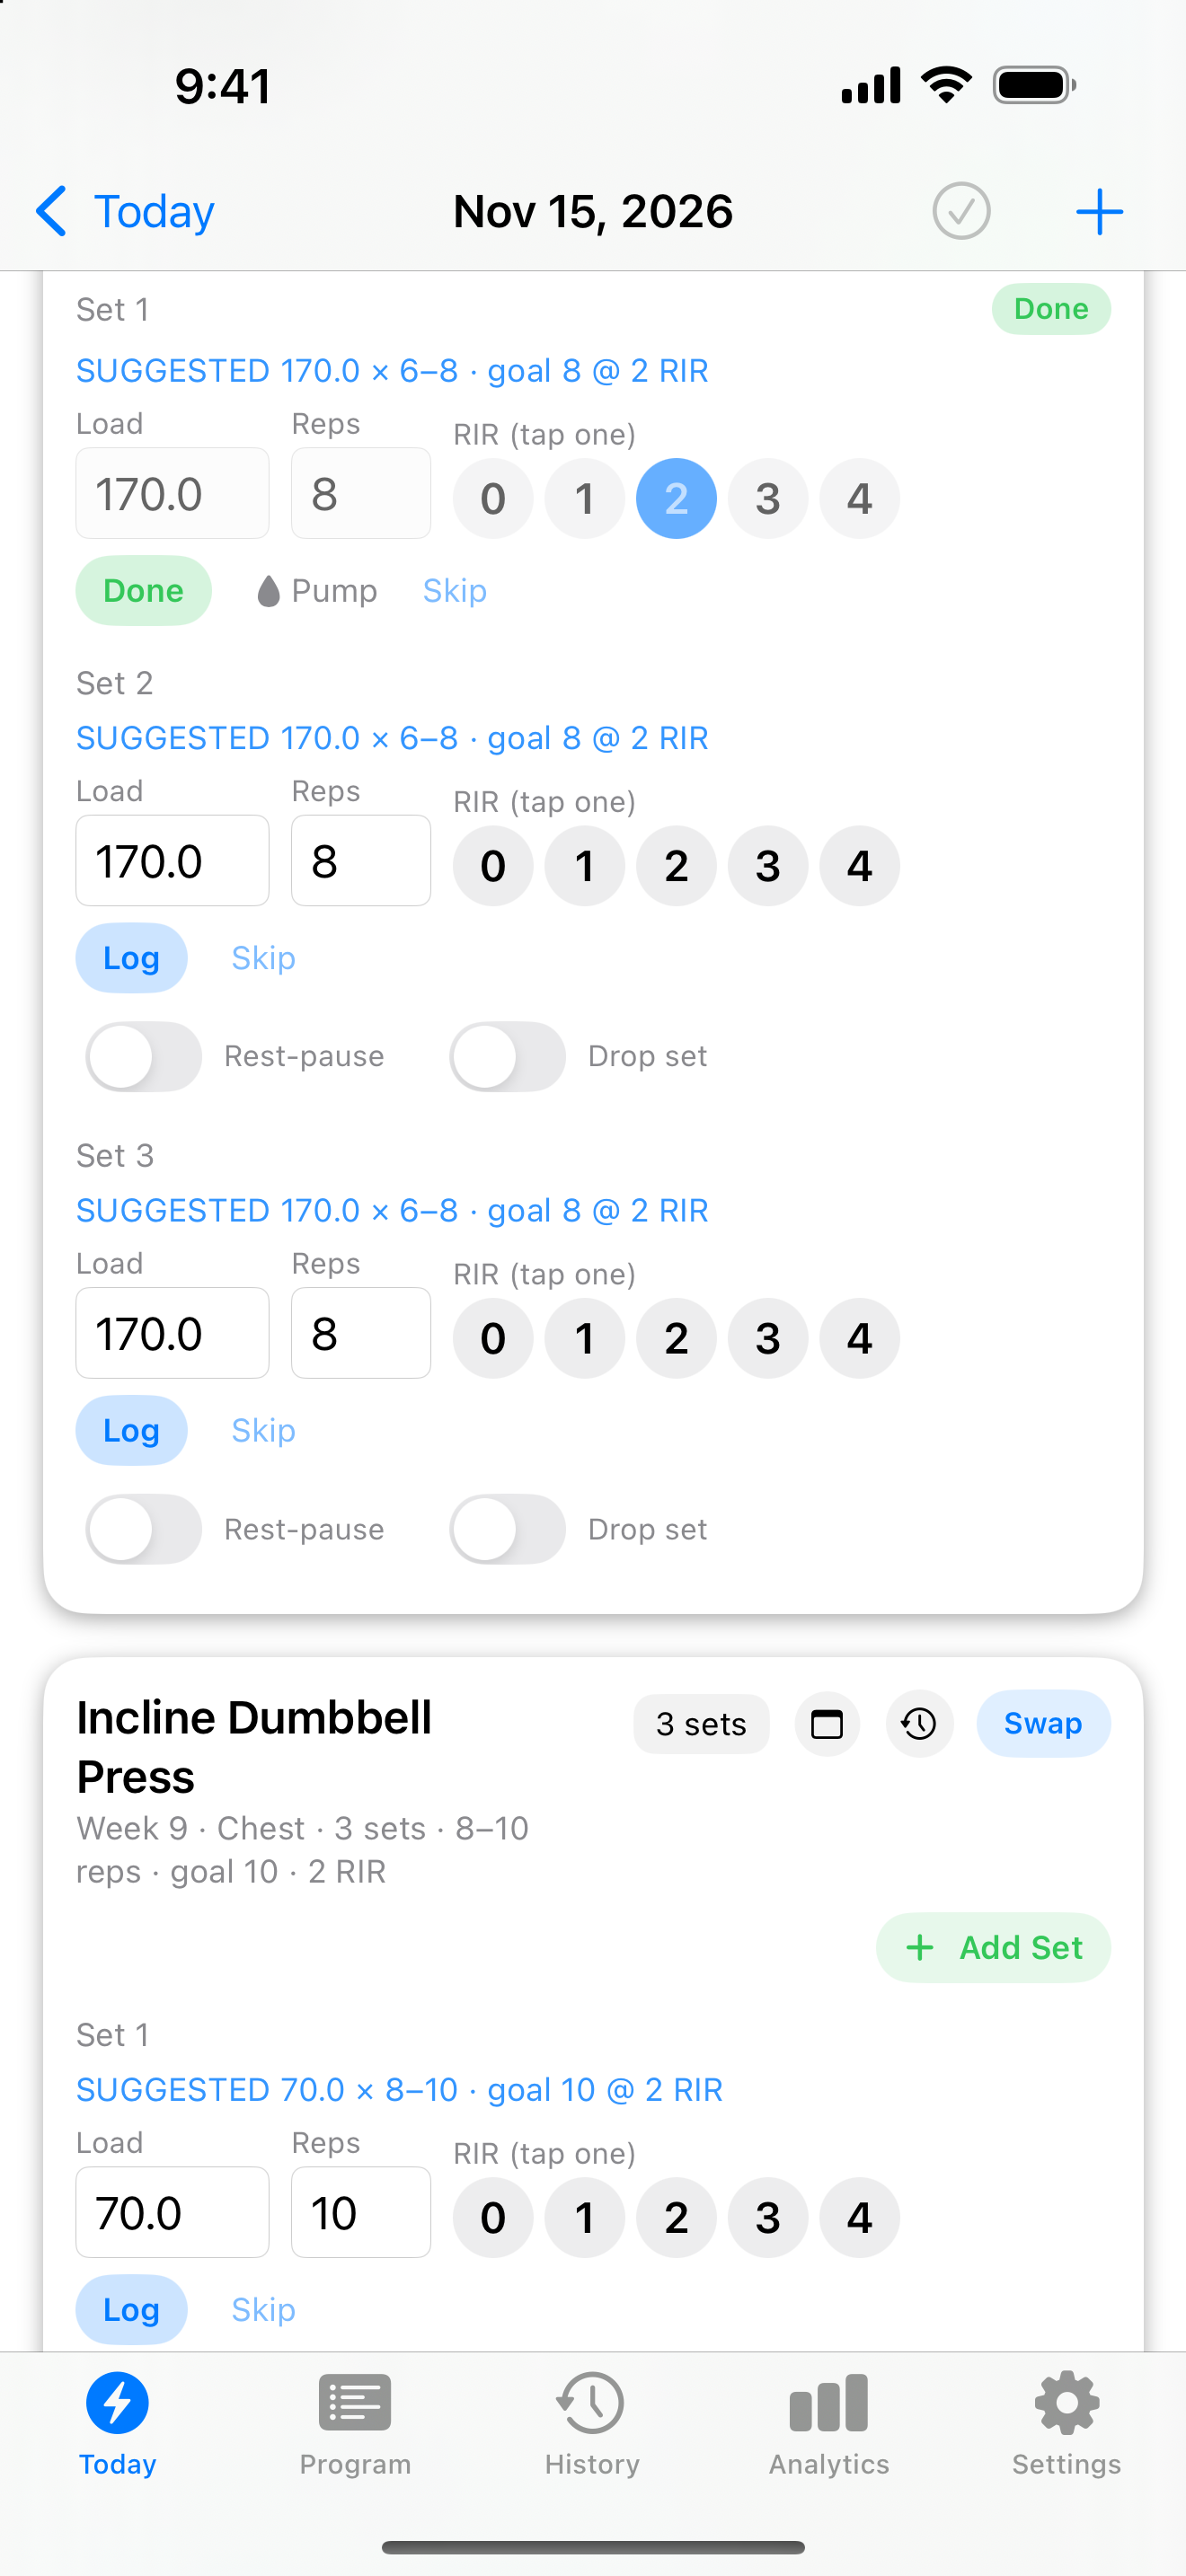 9:41
Today
Nov 15, 2026
Set 1
Done
SUGGESTED 170.0 × 6–8 · goal 8 @ 2 RIR
Load Reps RIR (tap one)
170.0 8 0 1 2 3 4
Done Pump Skip
Set 2
SUGGESTED 170.0 × 6–8 · goal 8 @ 2 RIR
Load Reps RIR (tap one)
170.0 8 0 1 2 3 4
Log Skip
Rest-pause Drop set
Set 3
SUGGESTED 170.0 × 6–8 · goal 8 @ 2 RIR
Load Reps RIR (tap one)
170.0 8 0 1 2 3 4
Log Skip
Rest-pause Drop set
Incline Dumbbell
Press
3 sets
Swap
Week 9 · Chest · 3 sets · 8–10
reps · goal 10 · 2 RIR
+ Add Set
Set 1
SUGGESTED 70.0 × 8–10 · goal 10 @ 2 RIR
Load Reps RIR (tap one)
70.0 10 0 1 2 3 4
Log Skip
Today Program History Analytics Settings